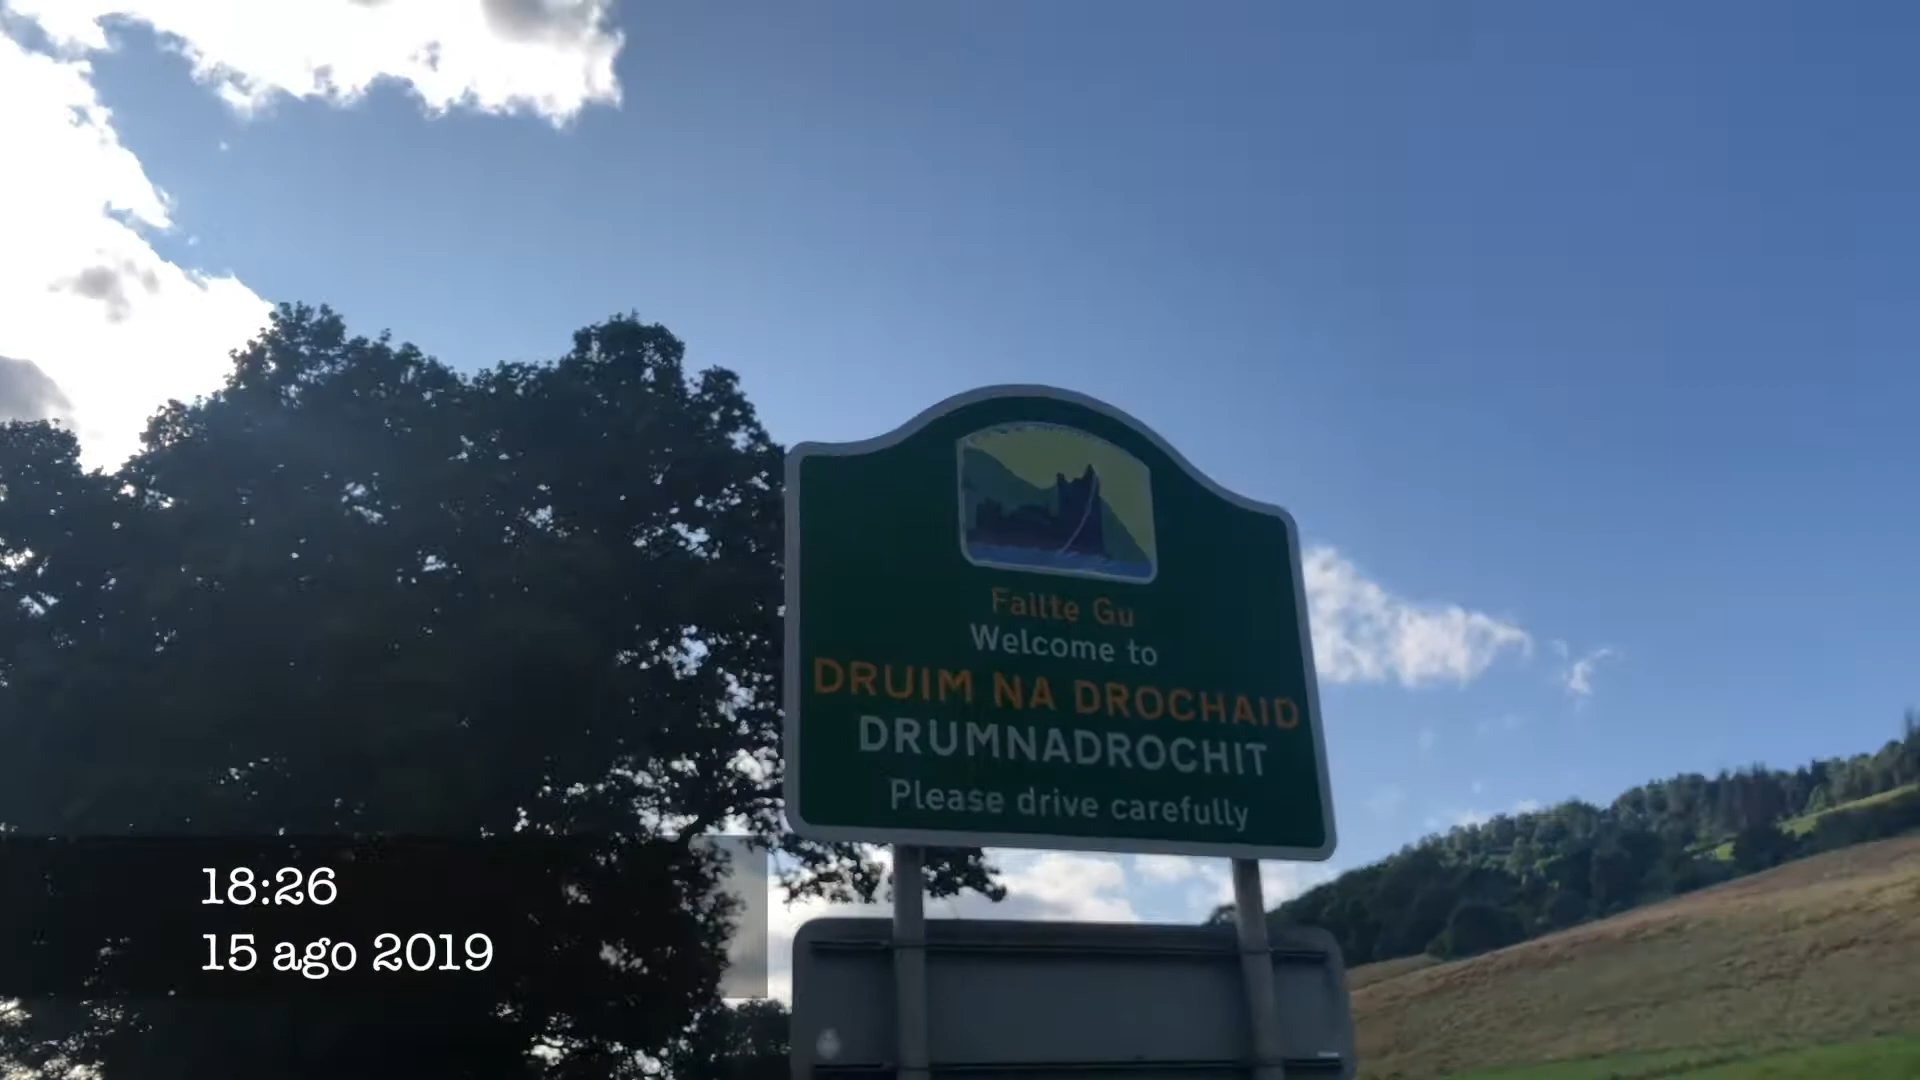 Failte Gu
Welcome to
DRUIM NA DROCHAID
DRUMNADROCHIT
Please drive carefully
18:26
15 ago 2019